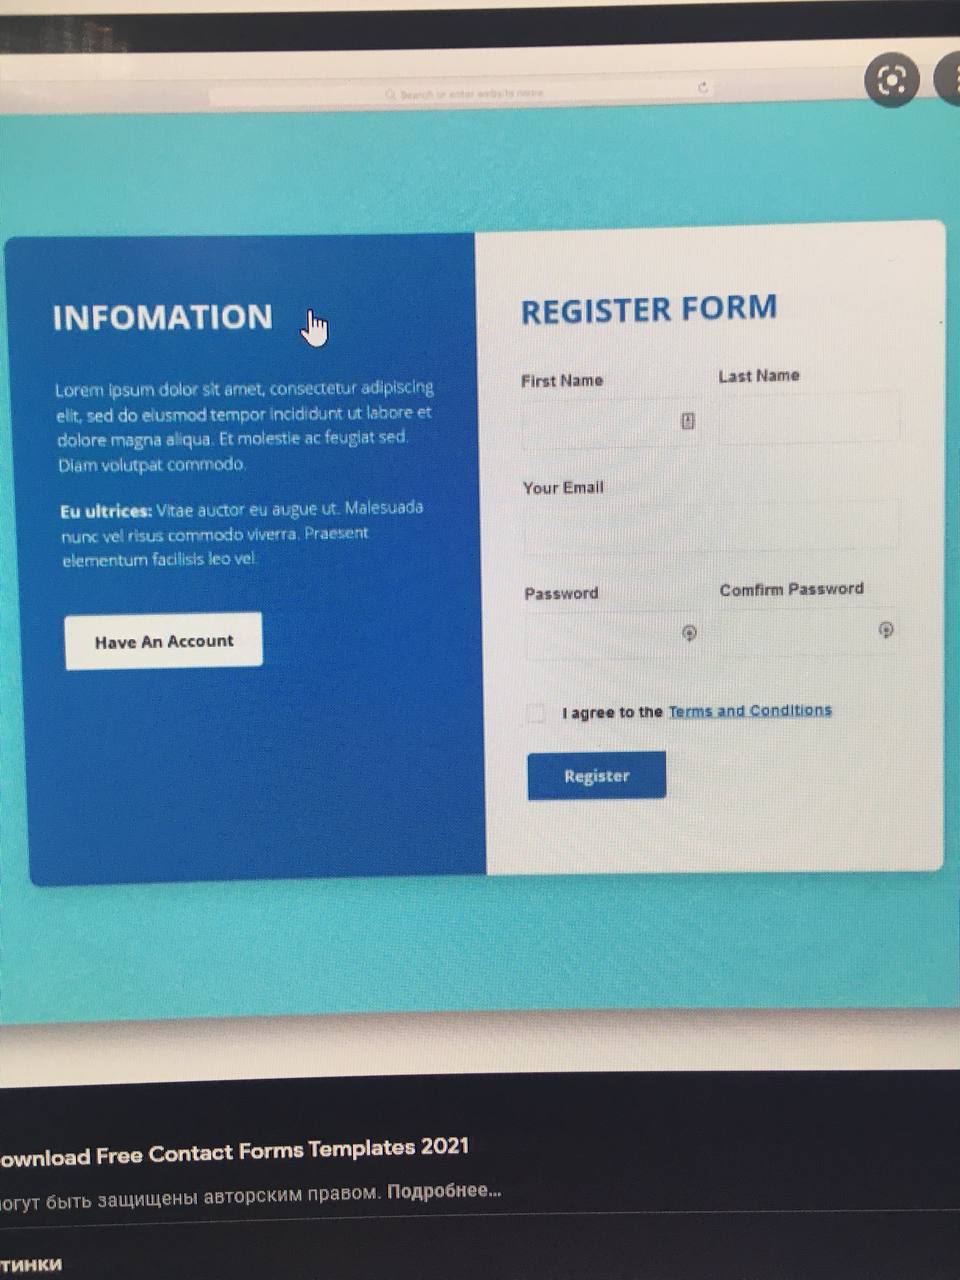 Search or enter website name
INFOMATION
Lorem ipsum dolor sit amet, consectetur adipiscing
elit, sed do eiusmod tempor incididunt ut labore et
dolore magna aliqua. Et molestie ac feugiat sed.
Diam volutpat commodo.
Eu ultrices: Vitae auctor eu augue ut. Malesuada
nunc vel risus commodo viverra. Praesent
elementum facilisis leo vel.
Have An Account
REGISTER FORM
First Name
Last Name
Your Email
Password
Comfirm Password
I agree to the Terms and Conditions
Register
ownload Free Contact Forms Templates 2021
огут быть защищены авторским правом. Подробнее...
тинки